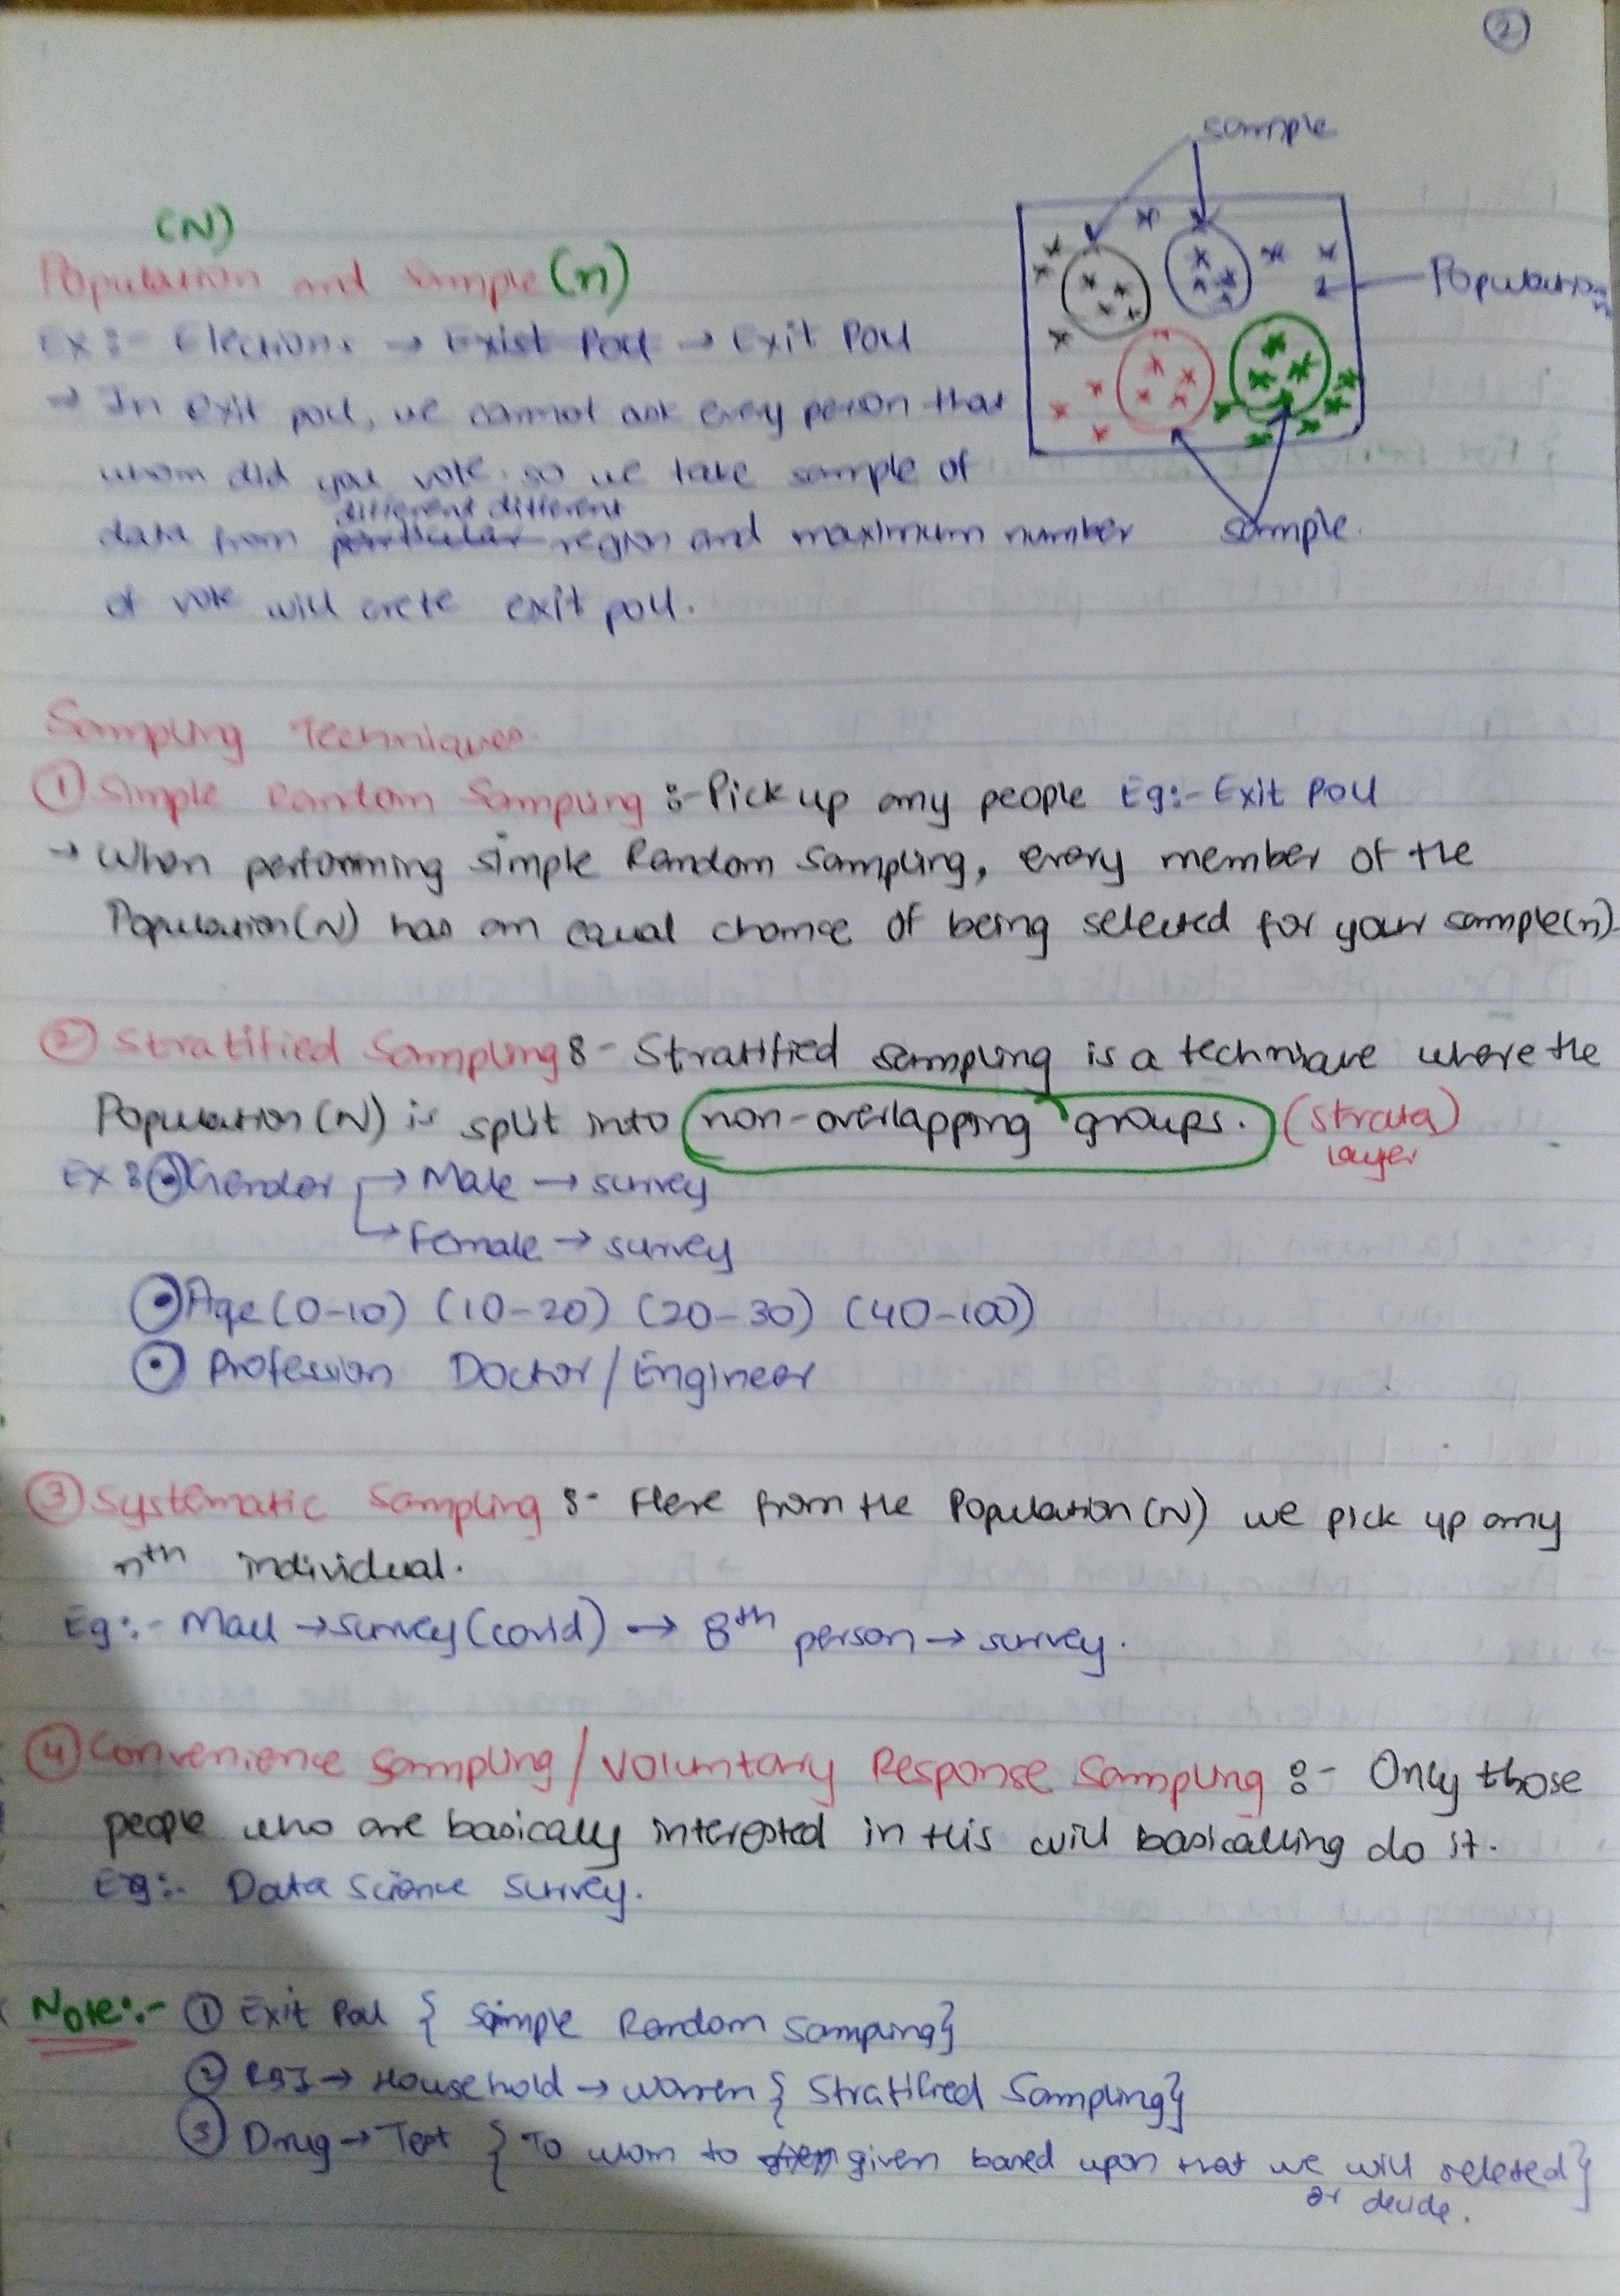 2
sample
(N)
Population and Sample (n)
Population
Ex :- Elections → Exist Poll → Exit Poll
→ In exit poll, we cannot ask every person that
whom did you vote. so we take sample of
different different
data from particular region and maximum number
sample.
of vote will crete exit poll.
Sampling Techniques
① Simple Random Sampling :- Pick up any people Eg:- Exit Poll
→ When performing simple Random Sampling, every member of the
Population(N) has an equal chance of being selected for your sample(n).
② Stratified Sampling :- Stratified sampling is a technique where the
Population (N) is split into non-overlapping groups. (Strata)
layer
Ex : Gender → Male → survey
→ Female → survey
Age (0-10) (10-20) (20-30) (40-100)
Profession Doctor/Engineer
③ Systematic Sampling :- Here from the Population (N) we pick up any
nth individual.
Eg:- Mall → survey (covid) → 8th person → survey.
④ Convenience Sampling / Voluntary Response Sampling :- Only those
people who are basically interested in this will basicalling do it.
Eg:- Data Science Survey.
Note:- ① Exit Poll { Simple Random Sampling}
② RBI → Household → Women { Stratified Sampling}
③ Drug → Test { To whom to given based upon that we will seleted}
or decide.